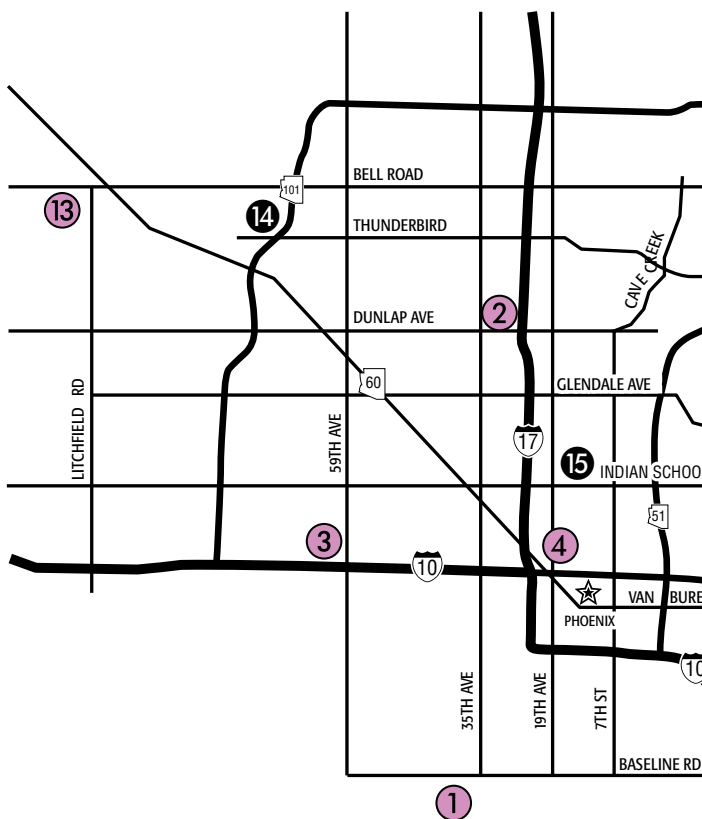 BELL ROAD
13
101
14
THUNDERBIRD
CAVE CREEK
2
DUNLAP AVE
60
GLENDALE AVE
LITCHFIELD RD
59TH AVE
17
15
INDIAN SCHOO
51
3
4
10
VAN BURE
PHOENIX
10
35TH AVE
19TH AVE
7TH ST
BASELINE RD
1